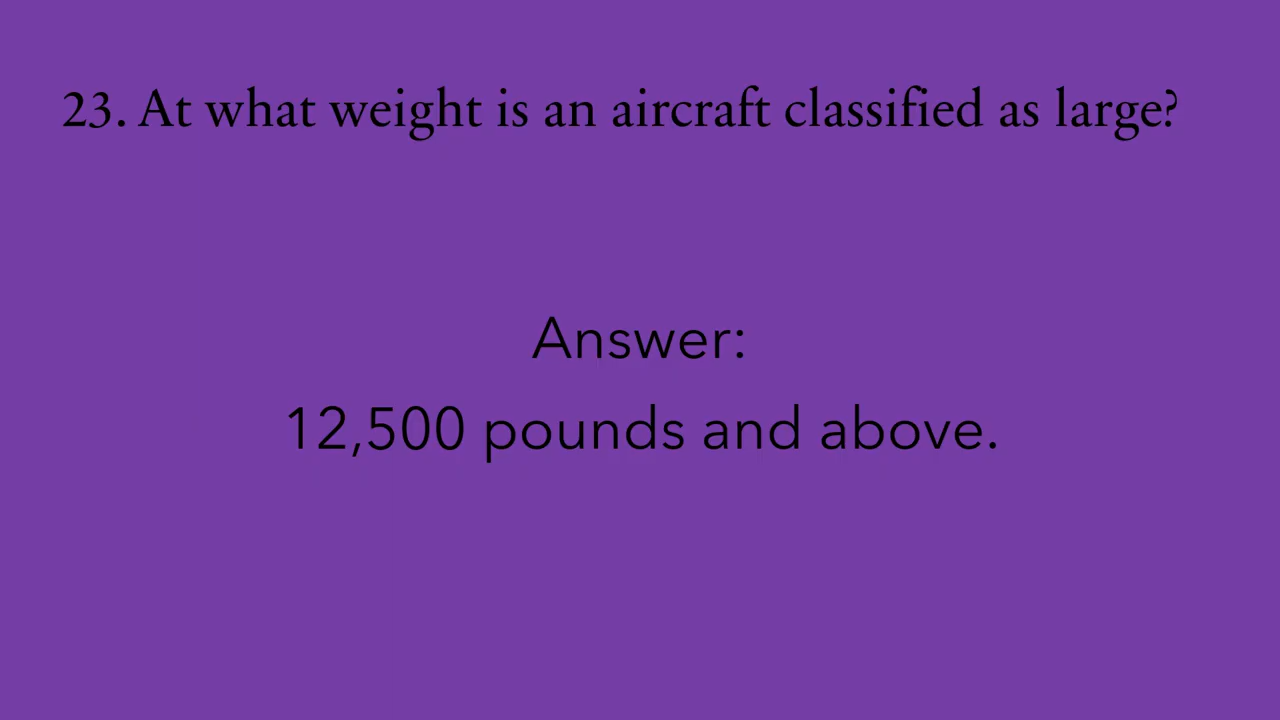 23. At what weight is an aircraft classified as large?
Answer:
12,500 pounds and above.